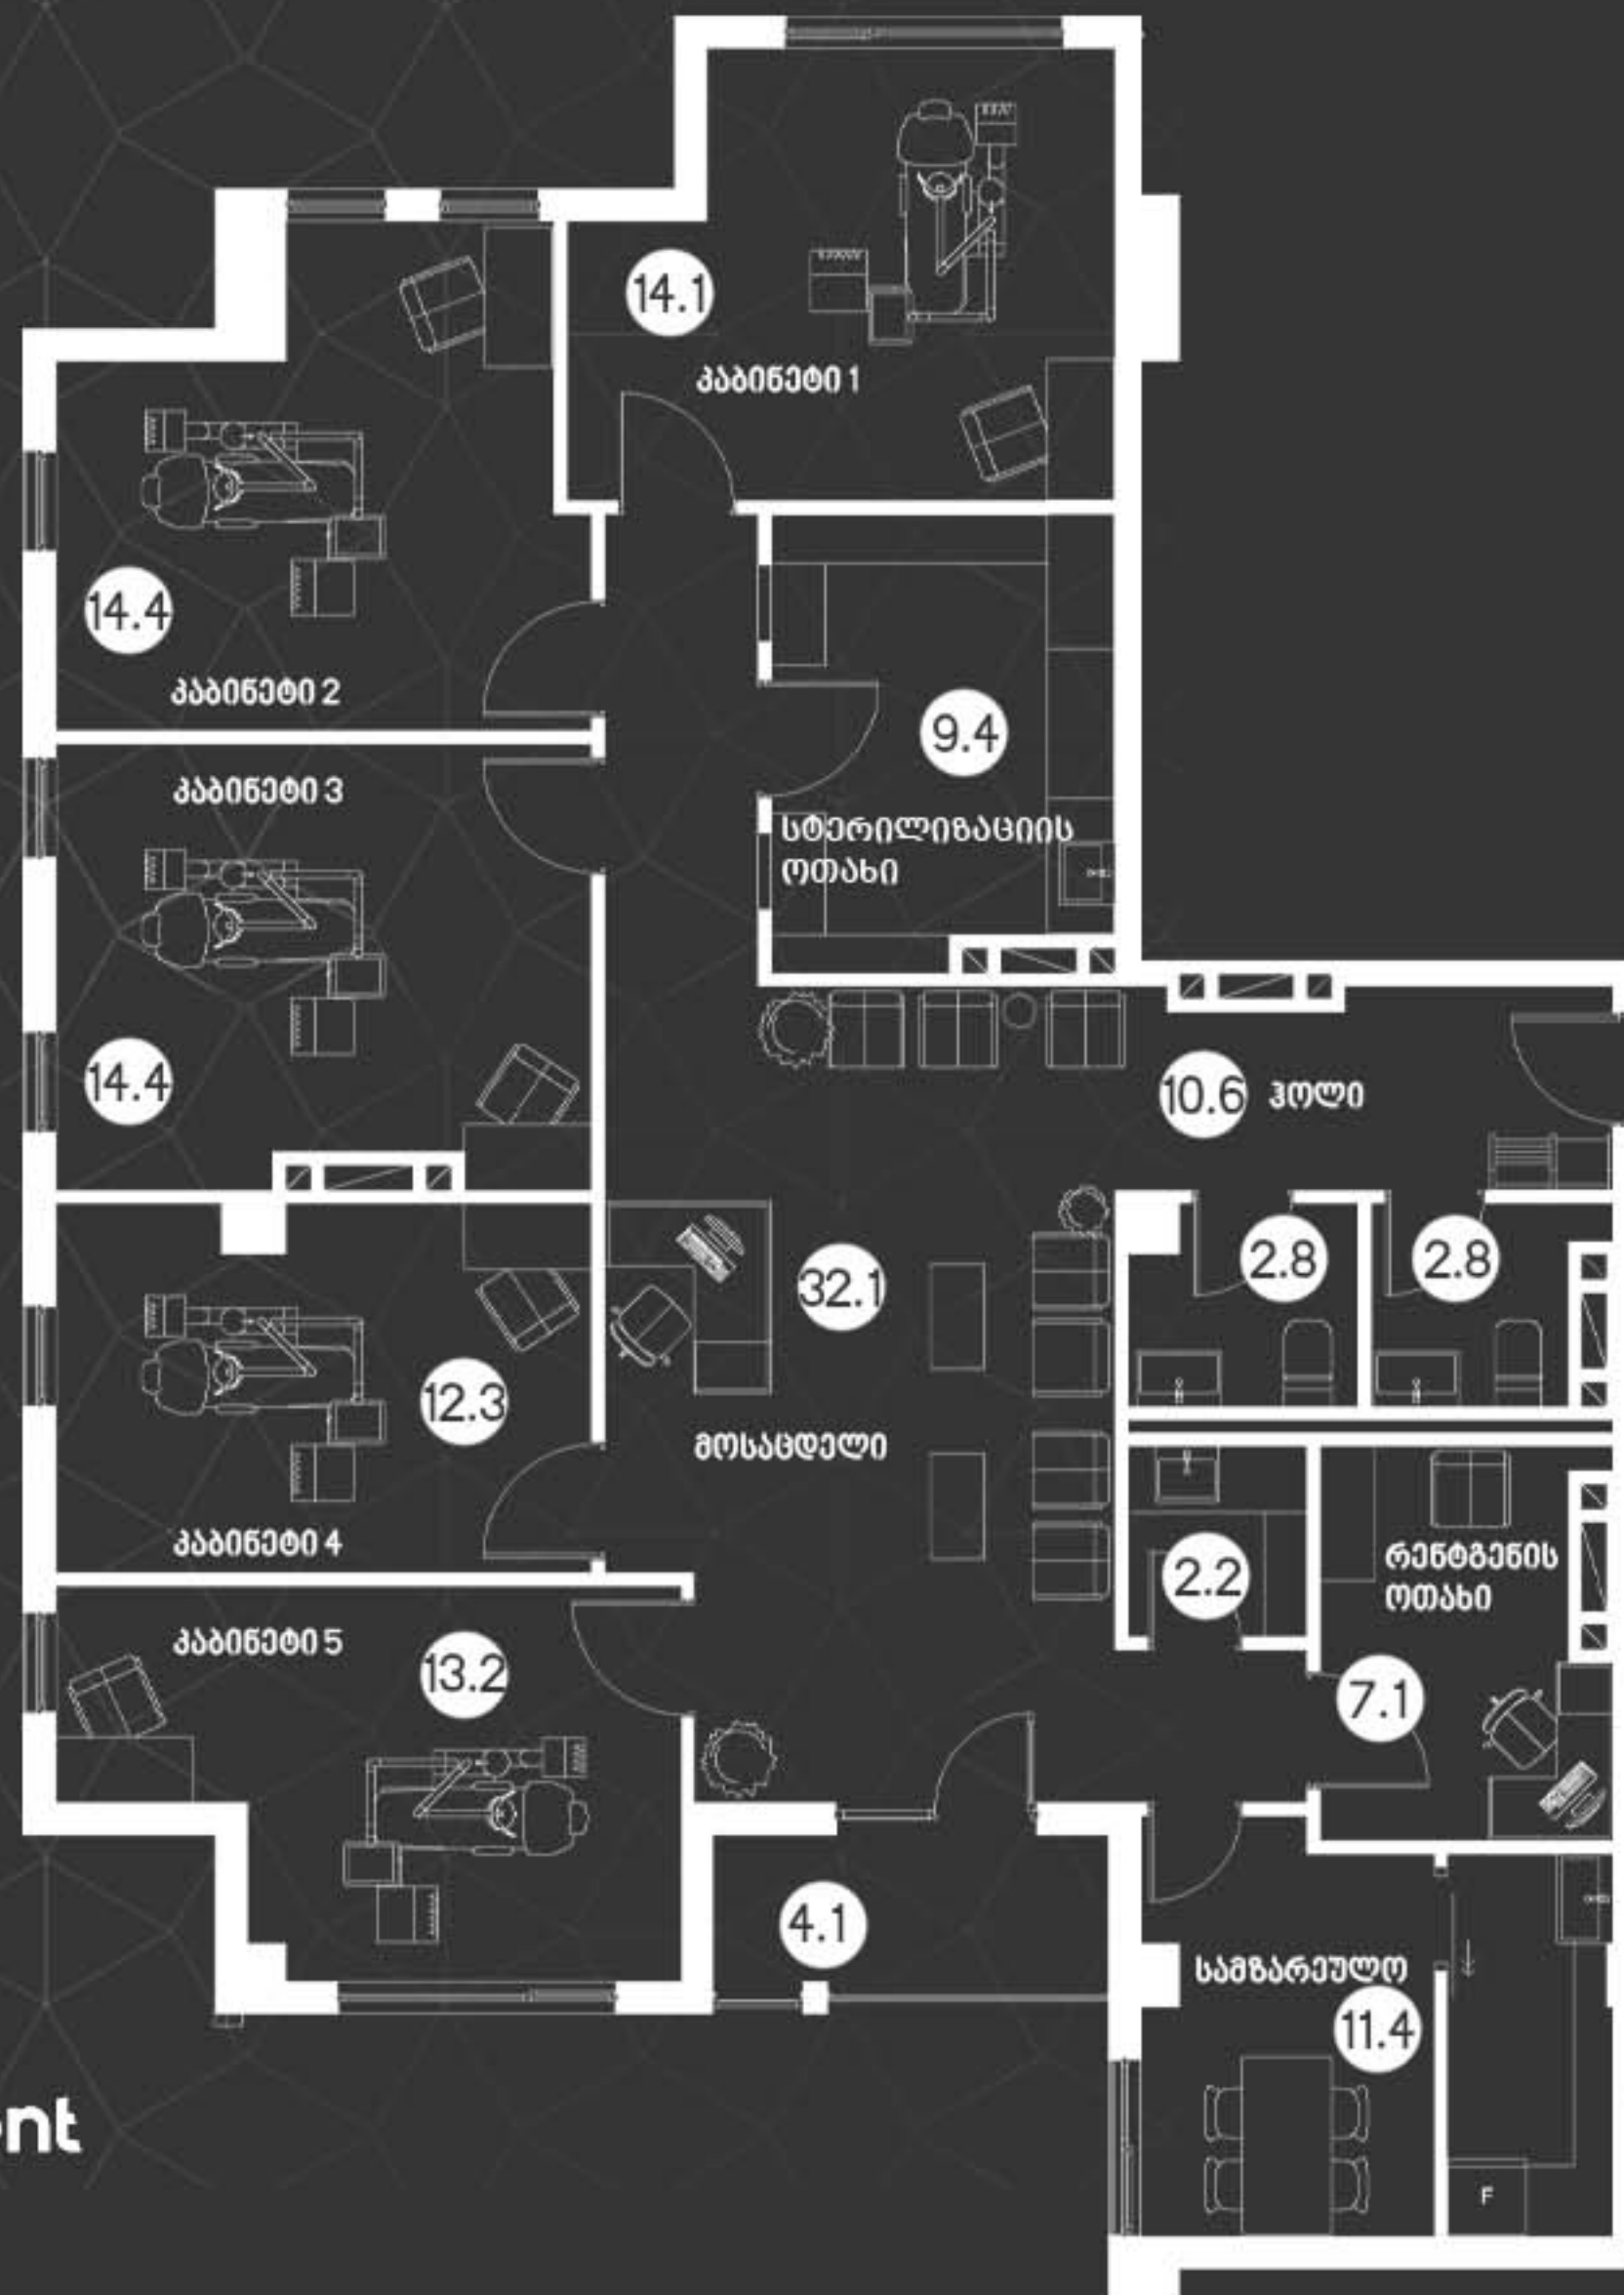 14.1
კაბინეტი 1
14.4
კაბინეტი 2
კაბინეტი 3
9.4
სტერილიზაციის
ოთახი
14.4
10.6 ჰოლი
2.8
2.8
32.1
12.3
მოსაცდელი
კაბინეტი 4
2.2
რენტგენის
ოთახი
კაბინეტი 5
13.2
7.1
4.1
სამზარეულო
11.4
F